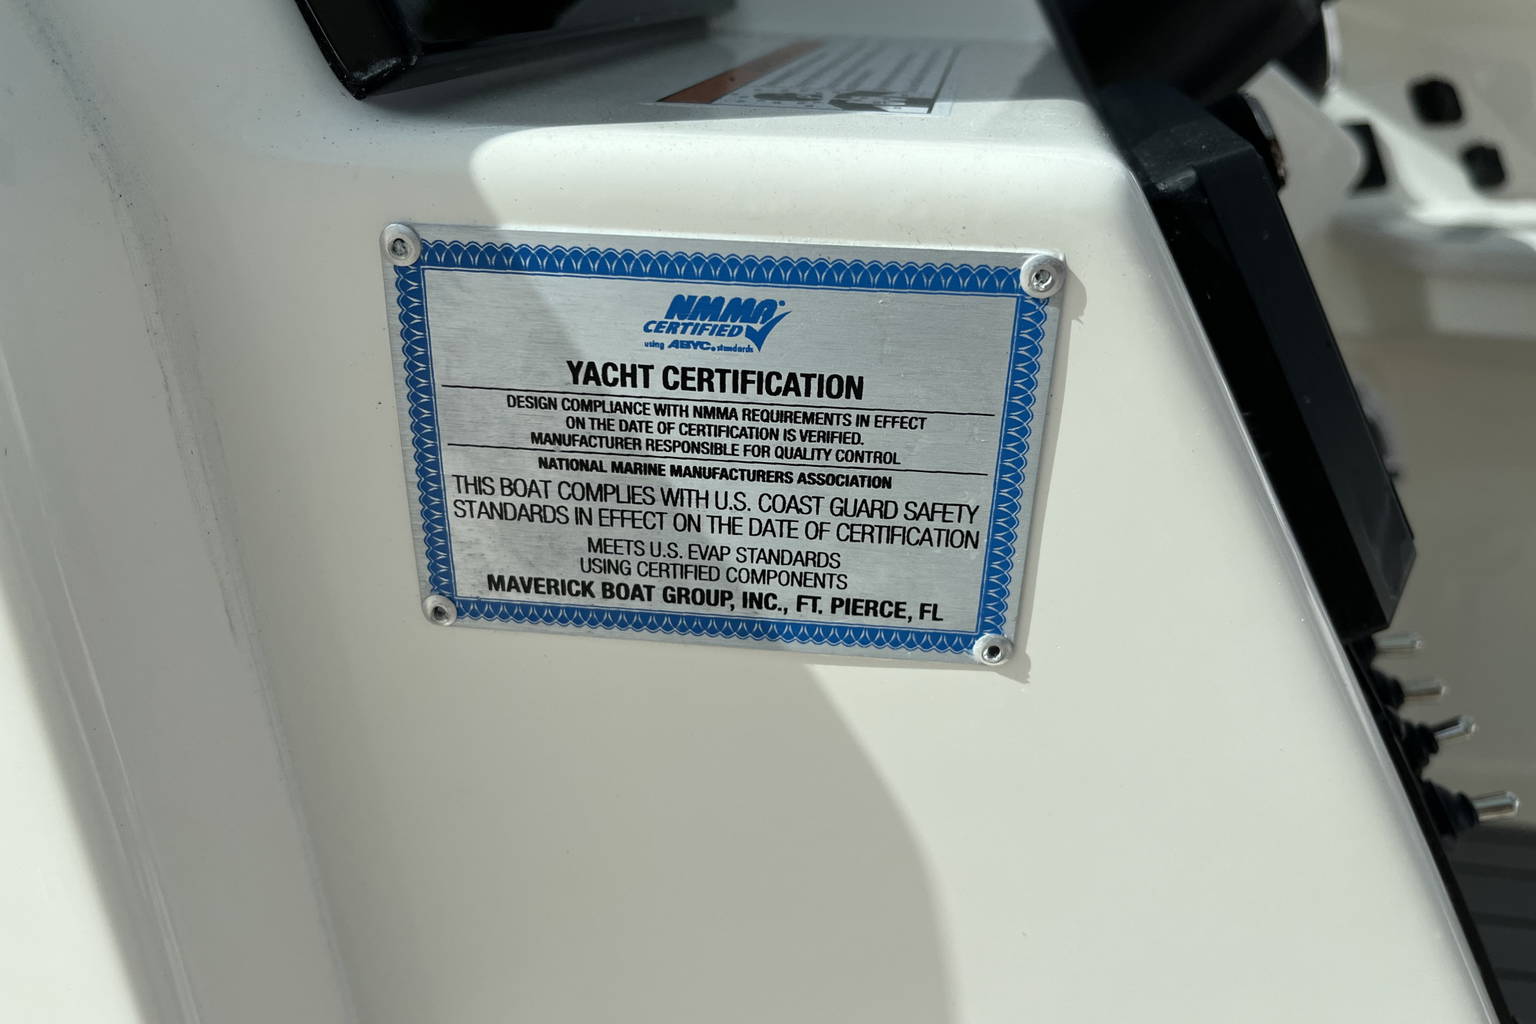 NMMA
CERTIFIED
using ABYC standards
YACHT CERTIFICATION
DESIGN COMPLIANCE WITH NMMA REQUIREMENTS IN EFFECT
ON THE DATE OF CERTIFICATION IS VERIFIED.
MANUFACTURER RESPONSIBLE FOR QUALITY CONTROL
NATIONAL MARINE MANUFACTURERS ASSOCIATION
THIS BOAT COMPLIES WITH U.S. COAST GUARD SAFETY
STANDARDS IN EFFECT ON THE DATE OF CERTIFICATION
MEETS U.S. EVAP STANDARDS
USING CERTIFIED COMPONENTS
MAVERICK BOAT GROUP, INC., FT. PIERCE, FL